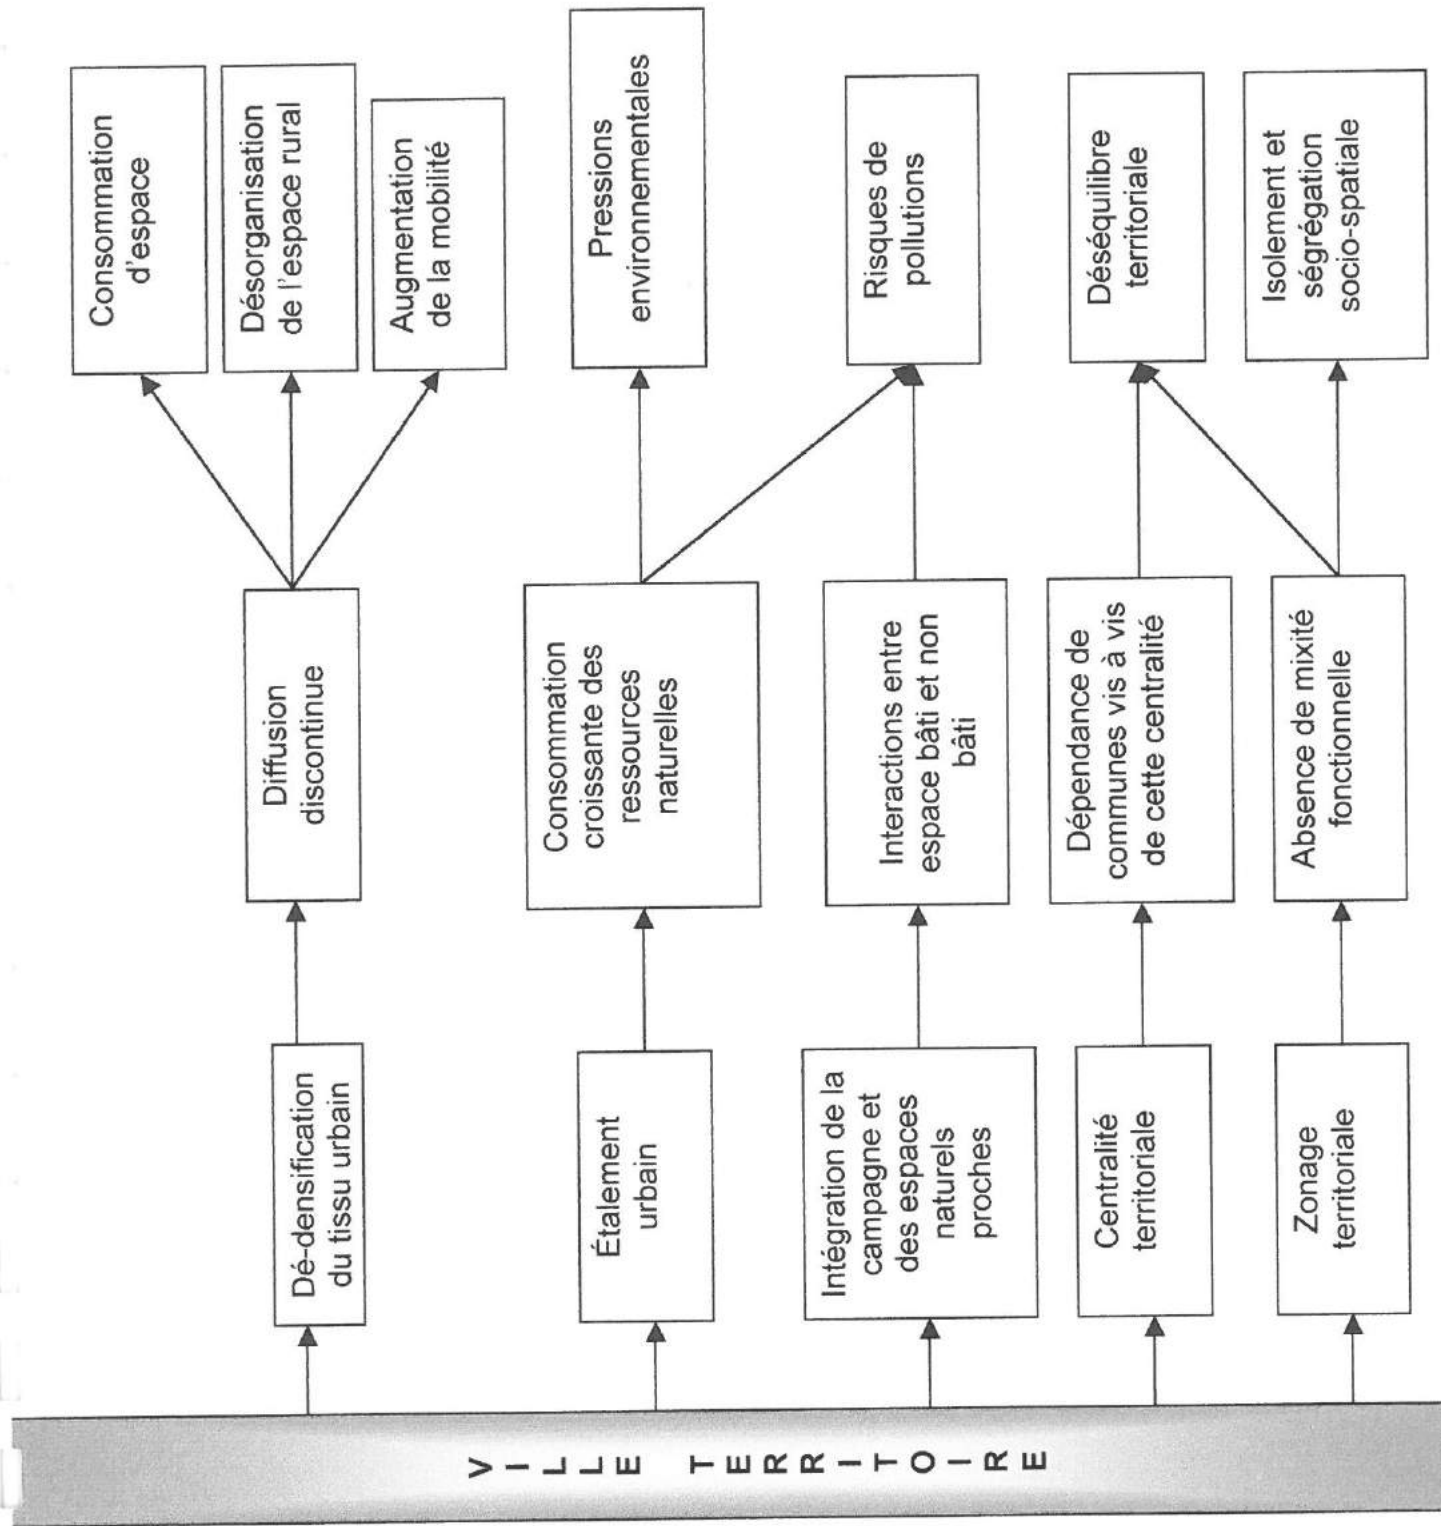 VILLE TERRITOIRE
Dé-densification
du tissu urbain
Diffusion
discontinue
Consommation
d'espace
Désorganisation
de l'espace rural
Augmentation
de la mobilité
Étalement
urbain
Consommation
croissante des
ressources
naturelles
Pressions
environnementales
Intégration de la
campagne et
des espaces
naturels
proches
Interactions entre
espace bâti et non
bâti
Risques de
pollutions
Centralité
territoriale
Dépendance de
communes vis à vis
de cette centralité
Déséquilibre
territoriale
Zonage
territoriale
Absence de mixité
fonctionnelle
Isolement et
ségrégation
socio-spatiale